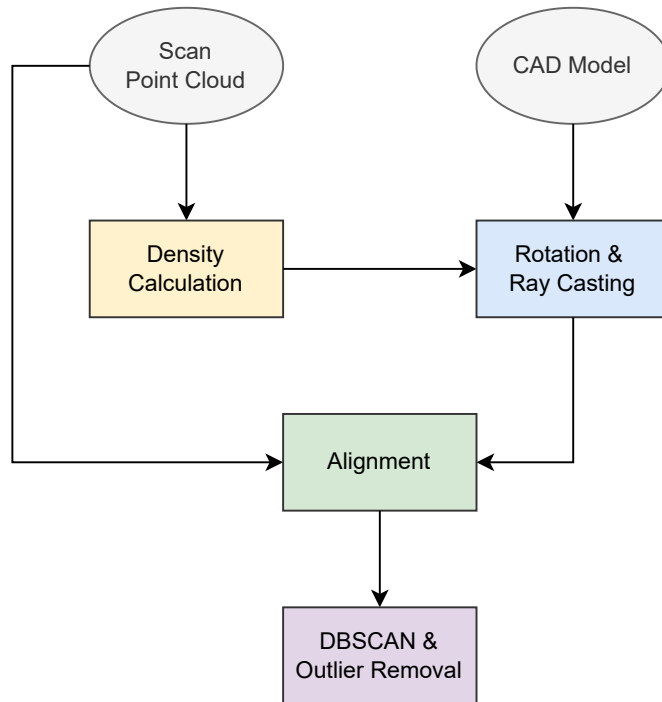 Scan
Point Cloud
CAD Model
Density
Calculation
Rotation &
Ray Casting
Alignment
DBSCAN &
Outlier Removal